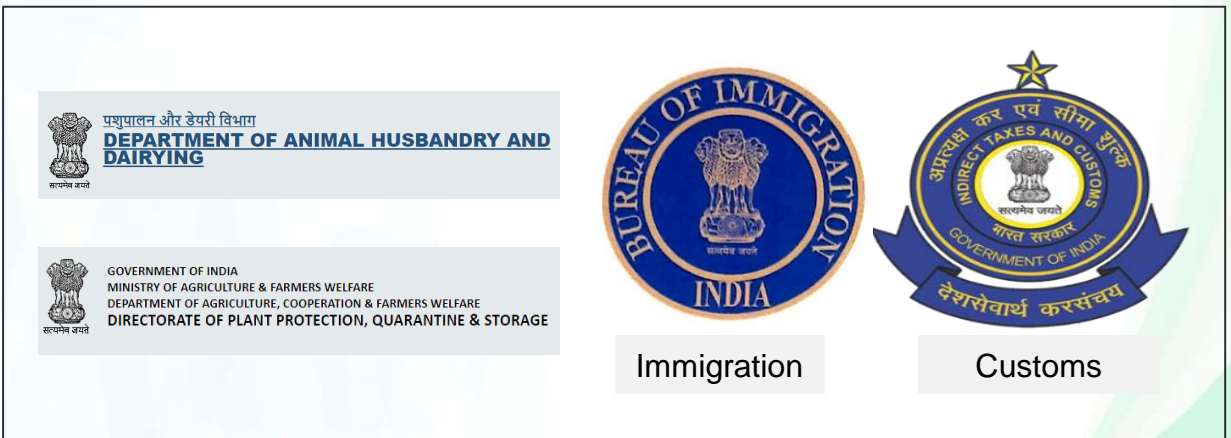 पशुपालन और डेयरी विभाग
DEPARTMENT OF ANIMAL HUSBANDRY AND
DAIRYING
सत्यमेव जयते
GOVERNMENT OF INDIA
MINISTRY OF AGRICULTURE & FARMERS WELFARE
DEPARTMENT OF AGRICULTURE, COOPERATION & FARMERS WELFARE
DIRECTORATE OF PLANT PROTECTION, QUARANTINE & STORAGE
सत्यमेव जयते
BUREAU OF IMMIGRATION
सत्यमेव जयते
INDIA
Immigration
अप्रत्यक्ष कर एवं सीमा शुल्क
INDIRECT TAXES AND CUSTOMS
सत्यमेव जयते
भारत सरकार
GOVERNMENT OF INDIA
देशसेवार्थ करसंचय
Customs